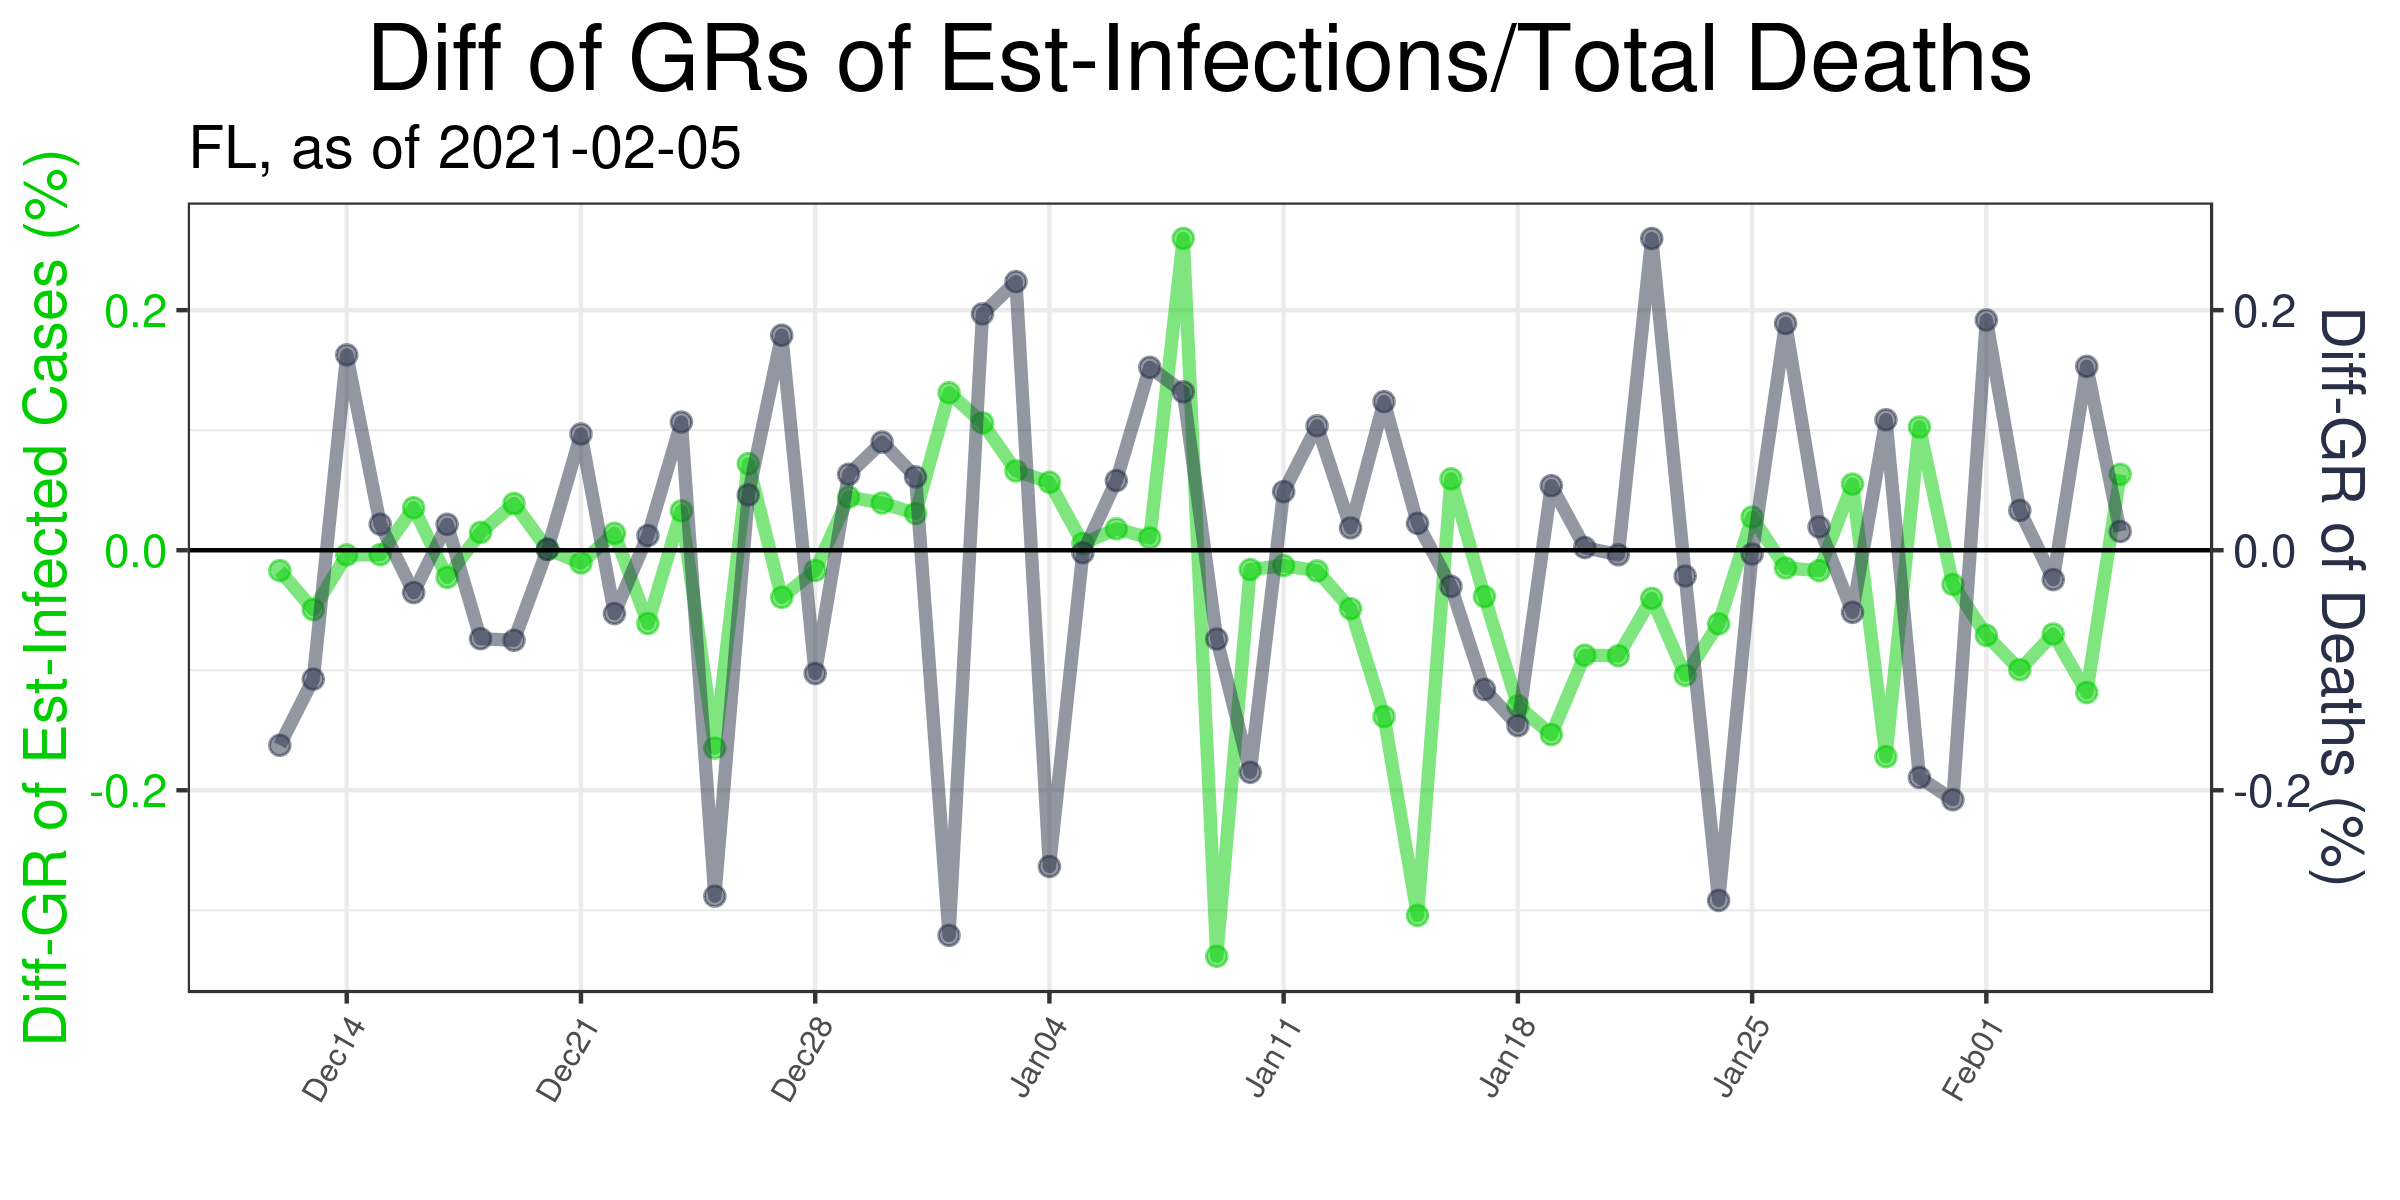 Diff of GRs of Est-Infections/Total Deaths
FL, as of 2021-02-05
Diff-GR of Est-Infected Cases (%)
0.2
0.0
-0.2
0.2
0.0
-0.2
Diff-GR of Deaths (%)
Dec14
Dec21
Dec28
Jan04
Jan11
Jan18
Jan25
Feb01